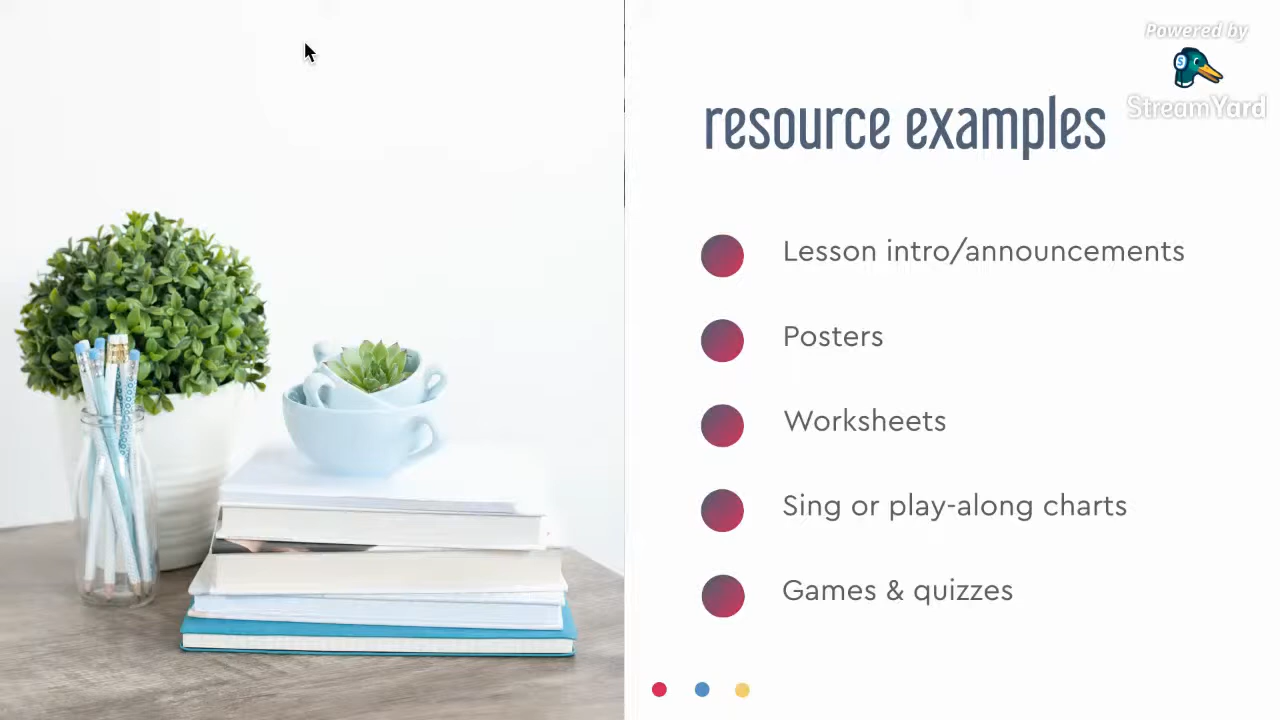 Powered by
S
StreamYard
resource examples
Lesson intro/announcements
Posters
Worksheets
Sing or play-along charts
Games & quizzes